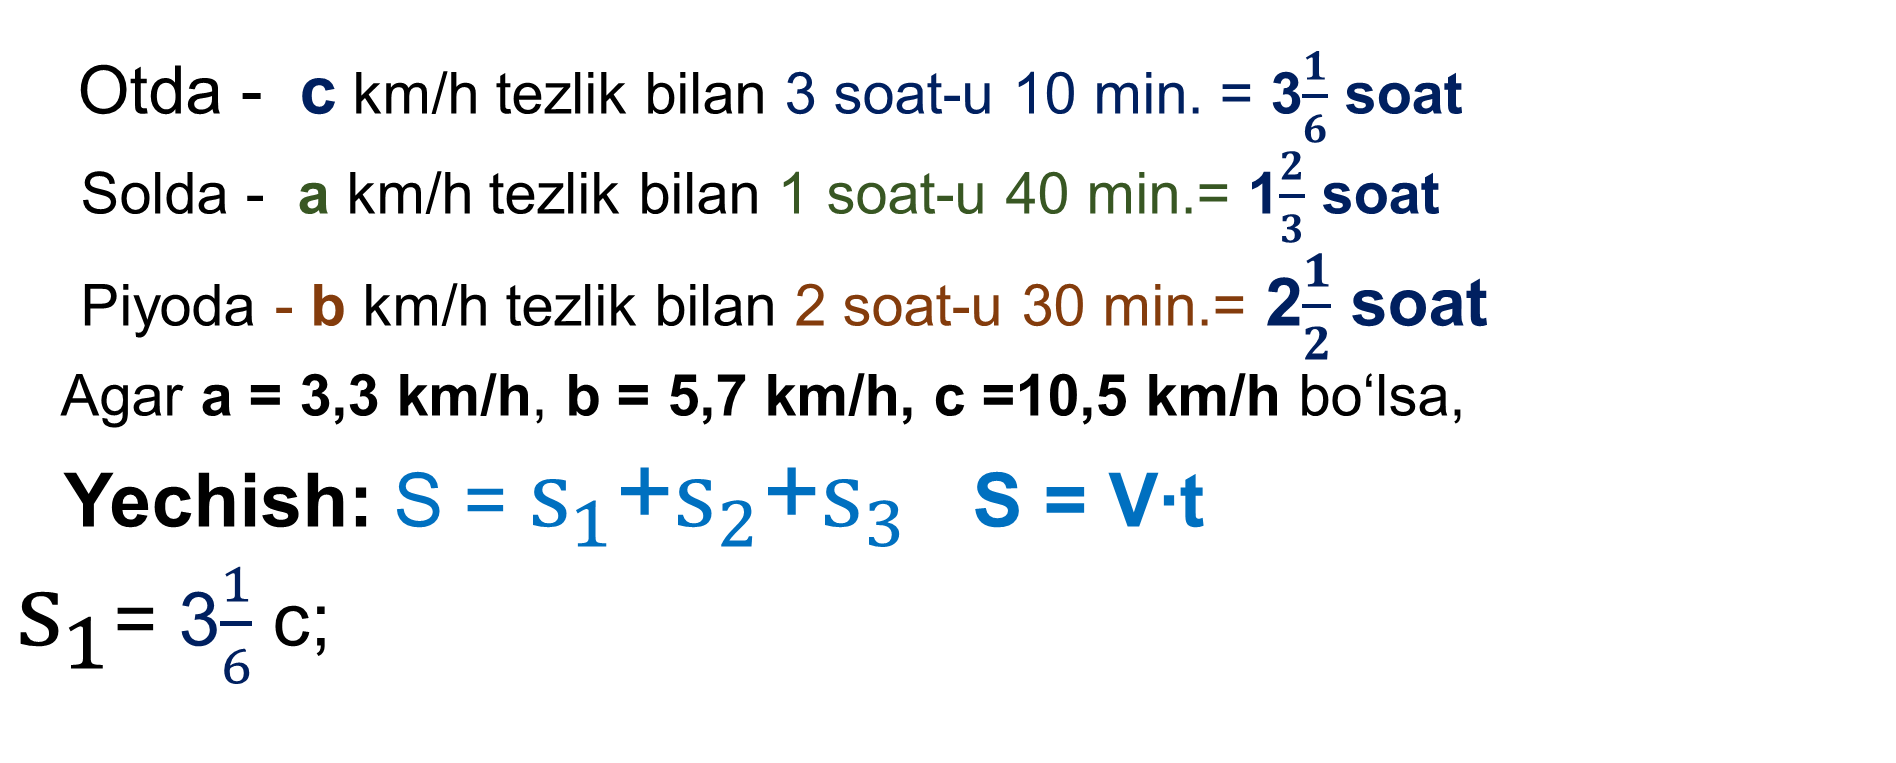 Otda - c km/h tezlik bilan 3 soat-u 10 min. = 3 1/6 soat
Solda - a km/h tezlik bilan 1 soat-u 40 min.= 1 2/3 soat
Piyoda - b km/h tezlik bilan 2 soat-u 30 min.= 2 1/2 soat
Agar a = 3,3 km/h, b = 5,7 km/h, c =10,5 km/h bo‘lsa,
Yechish: S = s₁+s₂+s₃ S = V·t
s₁= 3 1/6 c;